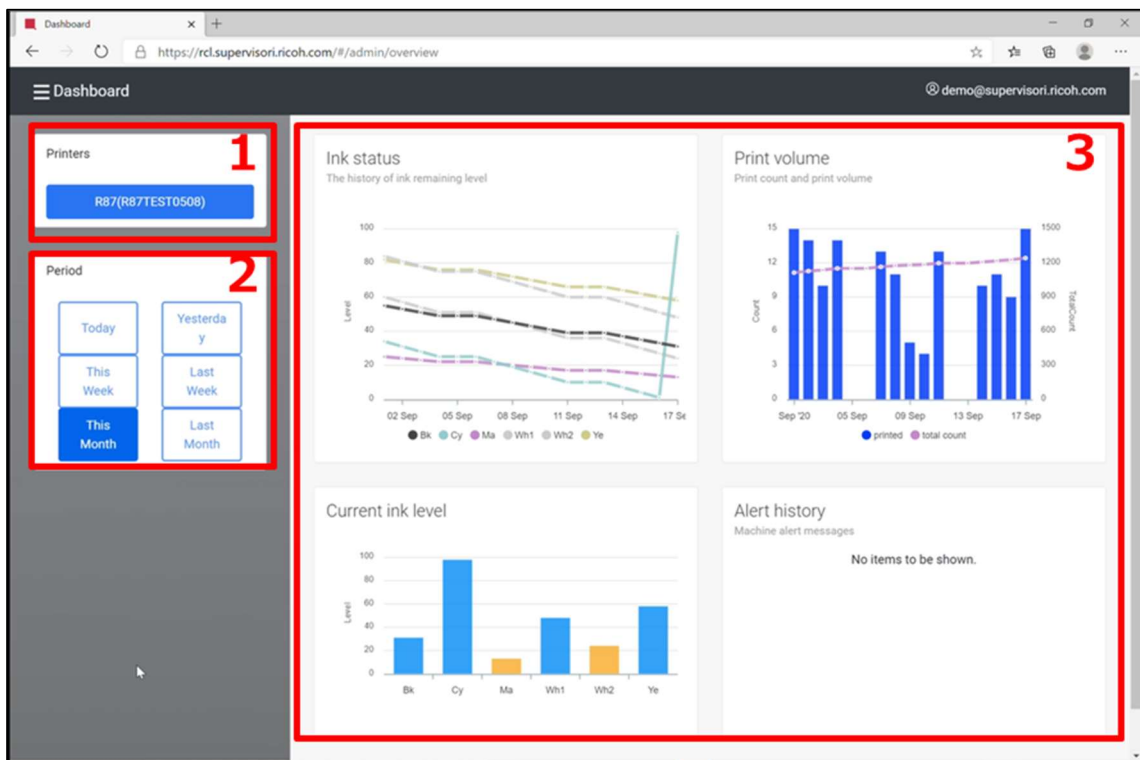 Dashboard
https://rcl.supervisori.ricoh.com/#/admin/overview
Dashboard
demo@supervisori.ricoh.com
1
Printers
R87(R87TEST0508)
2
Period
Today
Yesterda
y
This
Week
Last
Week
This
Month
Last
Month
3
Ink status
The history of ink remaining level
100
80
60
40
20
0
Level
02 Sep 05 Sep 08 Sep 11 Sep 14 Sep 17 Se
Bk Cy Ma Wh1 Wh2 Ye
Print volume
Print count and print volume
15
12
9
6
3
0
Count
1500
1200
900
600
300
0
TotalCount
Sep '20 05 Sep 09 Sep 13 Sep 17 Sep
printed total count
Current ink level
100
80
60
40
20
0
Level
Bk Cy Ma Wh1 Wh2 Ye
Alert history
Machine alert messages
No items to be shown.